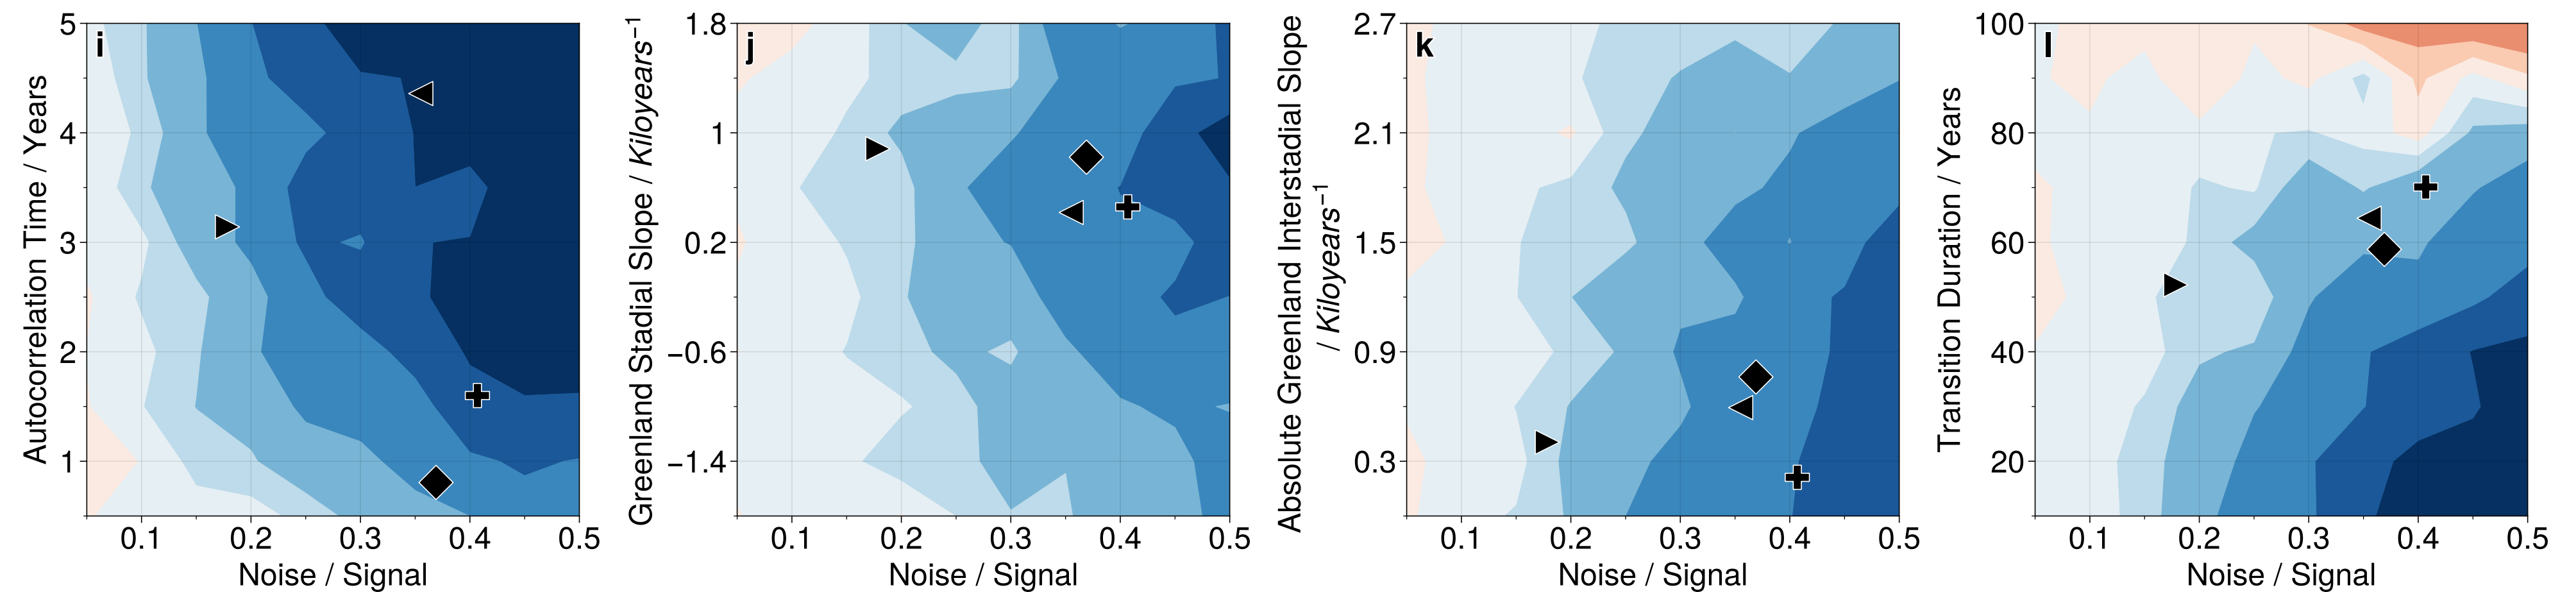 i
5
4
3
2
1
Autocorrelation Time / Years
0.1 0.2 0.3 0.4 0.5
Noise / Signal
j
1.8
1
0.2
−0.6
−1.4
Greenland Stadial Slope / Kiloyears⁻¹
0.1 0.2 0.3 0.4 0.5
Noise / Signal
k
2.7
2.1
1.5
0.9
0.3
Absolute Greenland Interstadial Slope
/ Kiloyears⁻¹
0.1 0.2 0.3 0.4 0.5
Noise / Signal
l
100
80
60
40
20
Transition Duration / Years
0.1 0.2 0.3 0.4 0.5
Noise / Signal